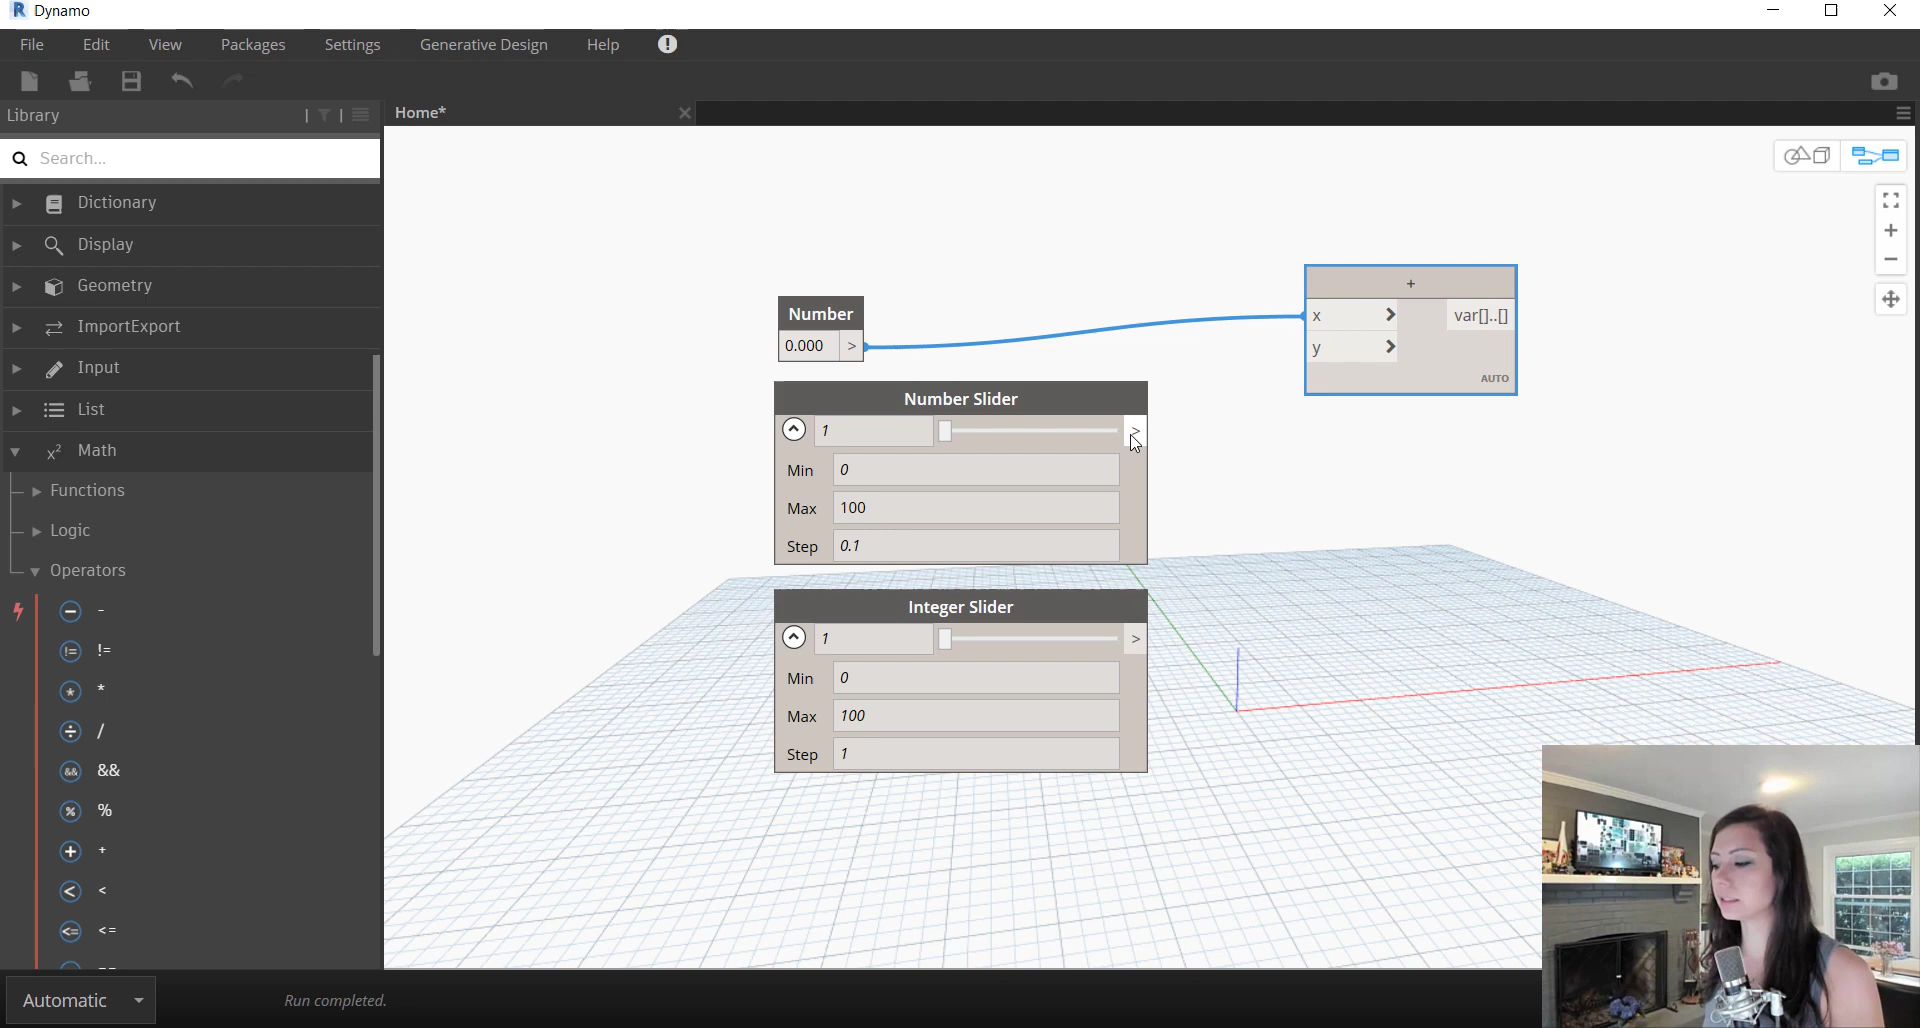 R Dynamo
File Edit View Packages Settings Generative Design Help !
Library
Home*
Search...
Dictionary
Display
Geometry
ImportExport
Input
List
x² Math
Functions
Logic
Operators
-
!= !=
* *
÷ /
&& &&
% %
+ +
< <
<= <=
==
Number
0.000 >
+
x > var[]..[]
y >
AUTO
Number Slider
1 >
Min 0
Max 100
Step 0.1
Integer Slider
1 >
Min 0
Max 100
Step 1
Automatic
Run completed.